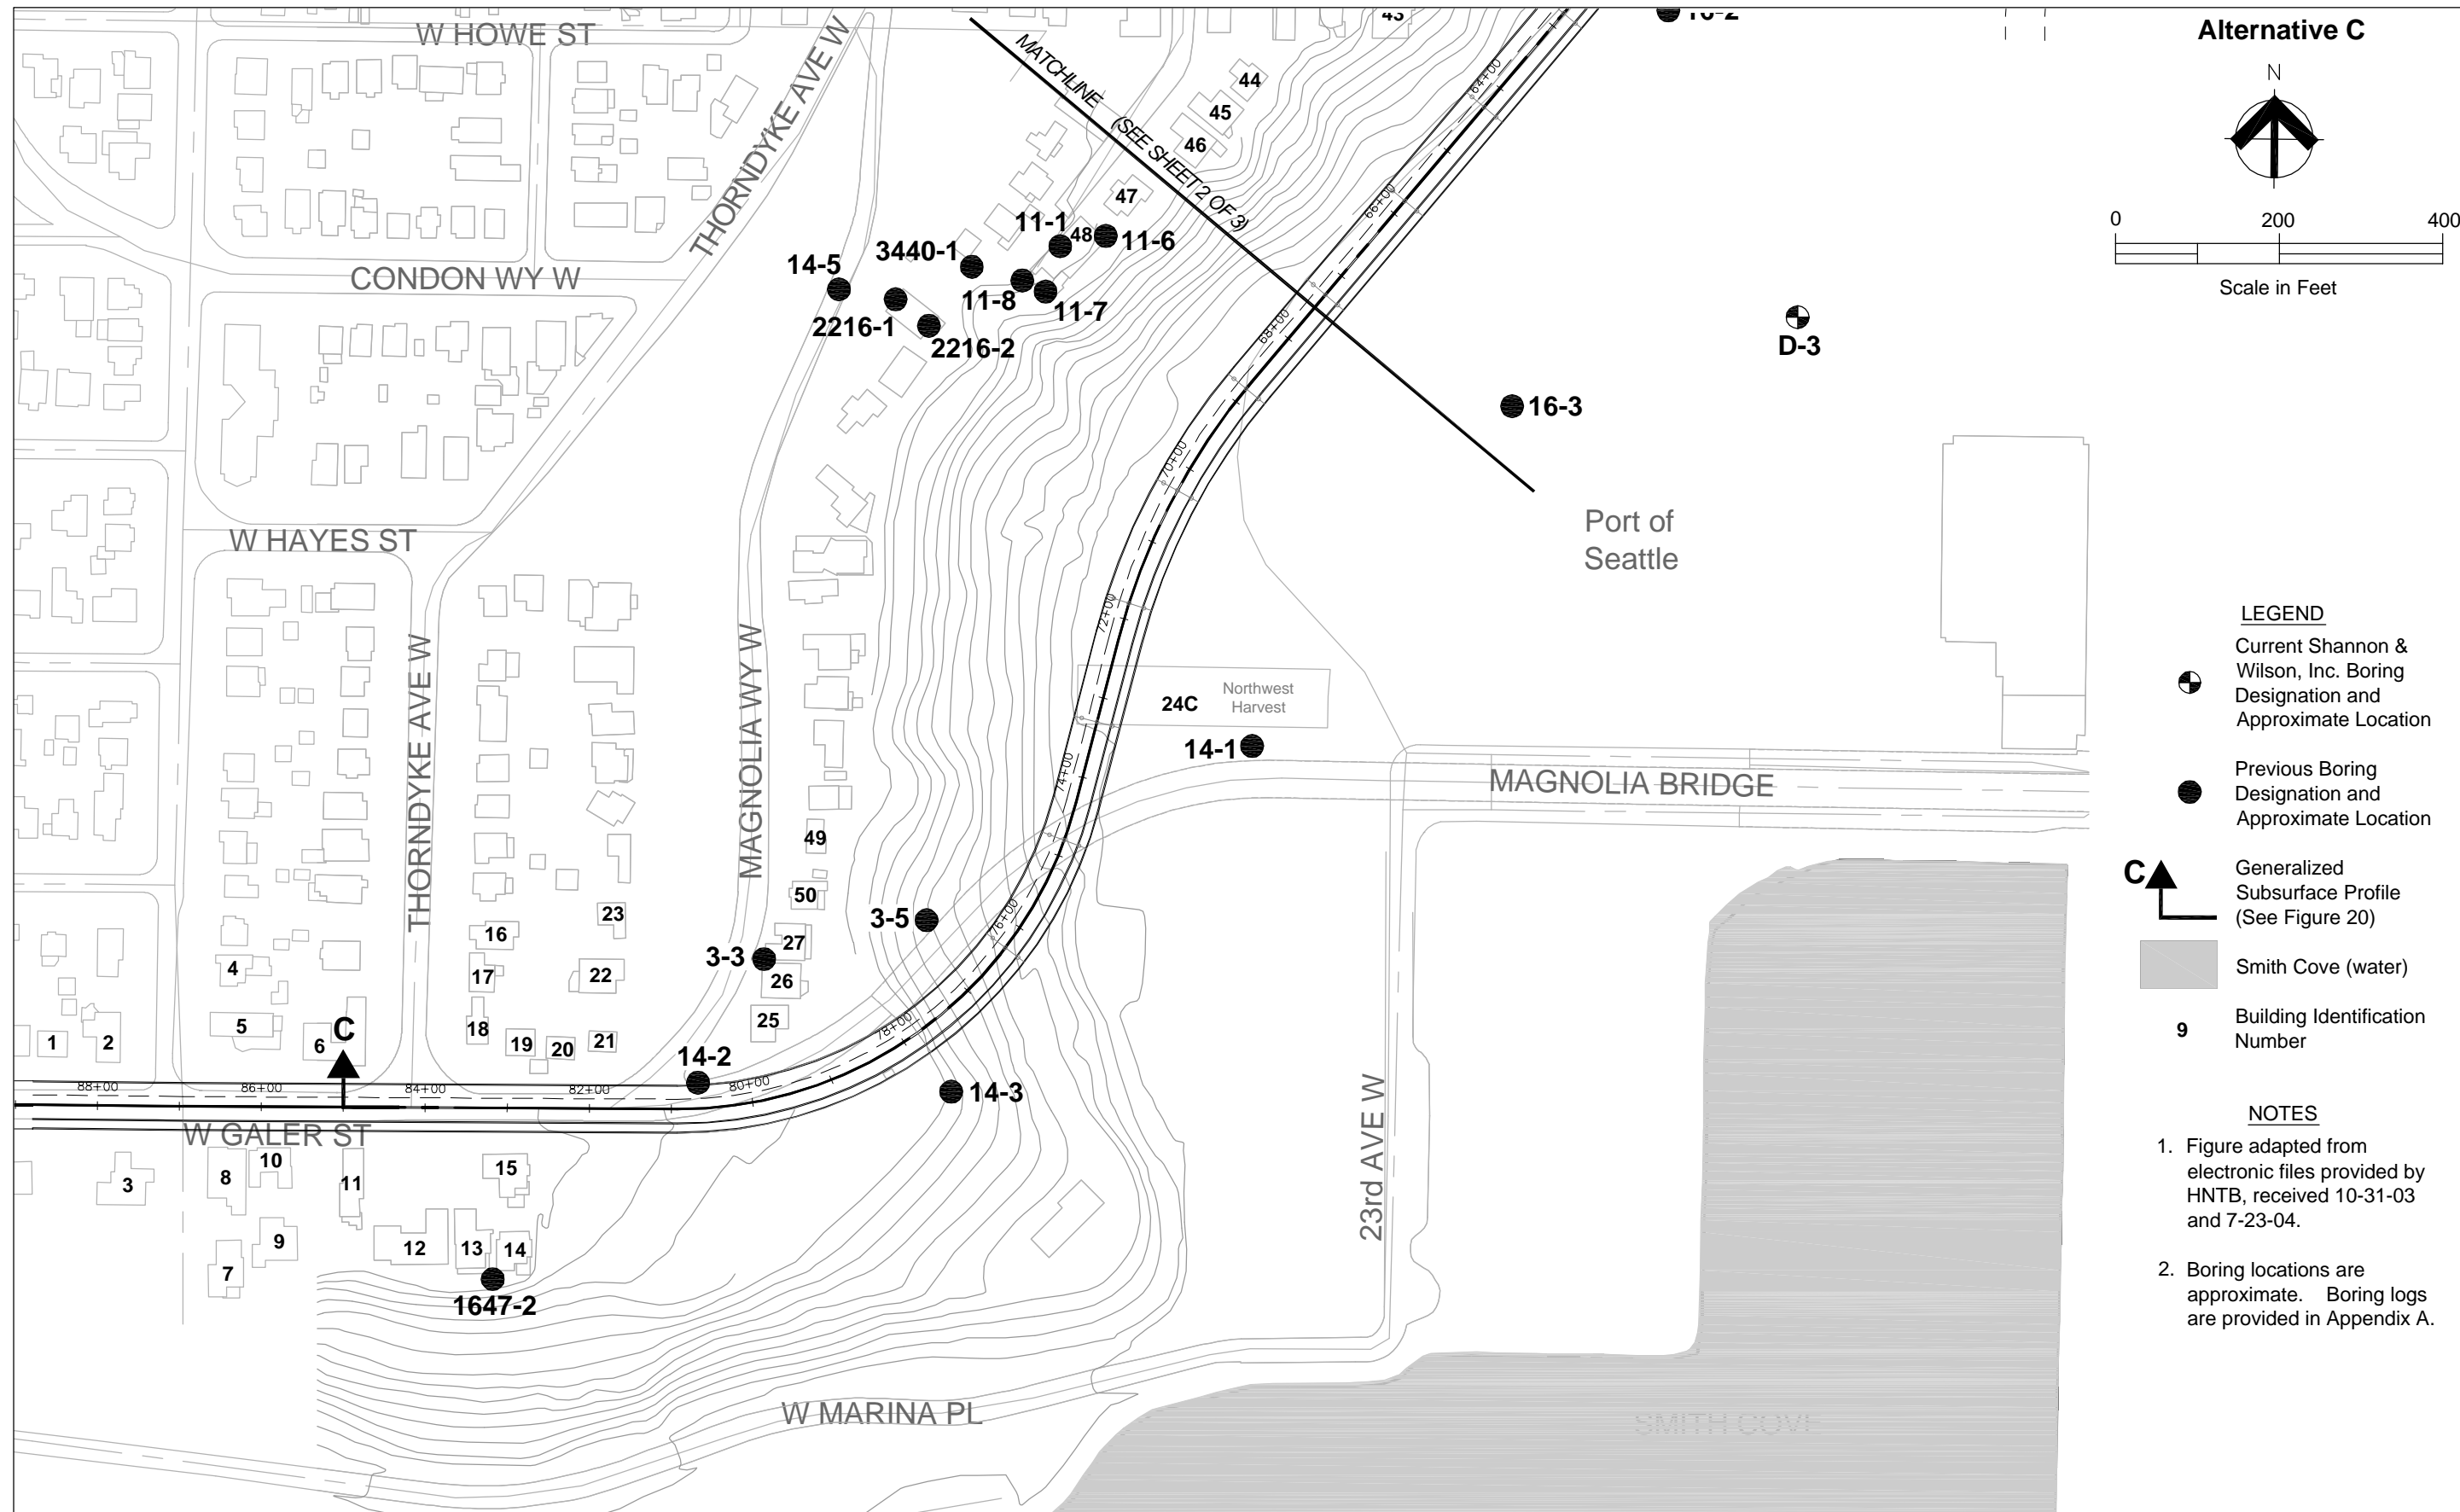 Alternative C
N
0 200 400
Scale in Feet
W HOWE ST
THORNDYKE AVE W
MATCHLINE
(SEE SHEET 2 OF 3)
43
44
45
46
47
48
64+00
66+00
68+00
70+00
72+00
74+00
76+00
78+00
80+00
82+00
84+00
86+00
88+00
16-2
11-1
11-6
3440-1
14-5
11-8
11-7
2216-1
2216-2
D-3
16-3
CONDON WY W
W HAYES ST
Port of
Seattle
THORNDYKE AVE W
MAGNOLIA WY W
24C
Northwest
Harvest
14-1
MAGNOLIA BRIDGE
49
50
3-5
3-3
27
26
25
23
22
21
20
19
18
17
16
4
5
6
1
2
C
14-2
14-3
W GALER ST
3
8
10
11
15
9
7
12
13
14
1647-2
23rd AVE W
W MARINA PL
SMITH COVE
LEGEND
Current Shannon &
Wilson, Inc. Boring
Designation and
Approximate Location
Previous Boring
Designation and
Approximate Location
C
Generalized
Subsurface Profile
(See Figure 20)
Smith Cove (water)
9
Building Identification
Number
NOTES
1. Figure adapted from
electronic files provided by
HNTB, received 10-31-03
and 7-23-04.
2. Boring locations are
approximate. Boring logs
are provided in Appendix A.